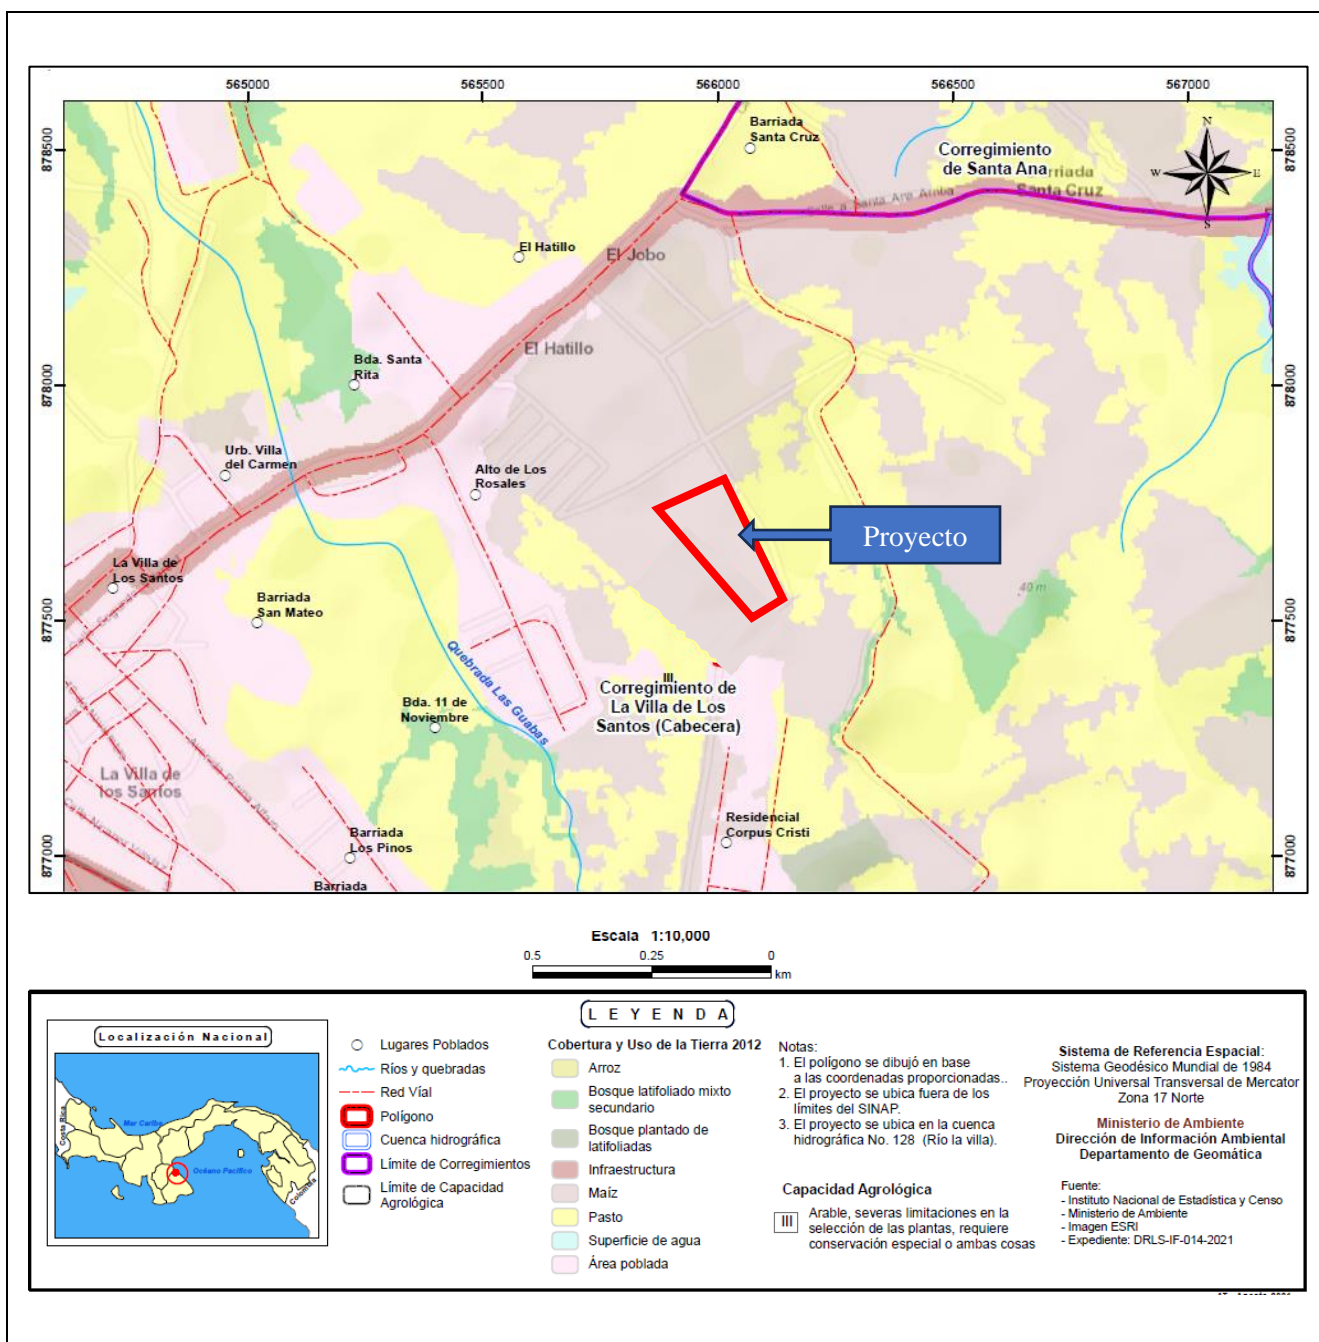 565000
565500
566000
566500
567000
878500
878500
878000
878000
877500
877500
877000
877000
Barriada
Santa Cruz
Corregimiento
de Santa Ana
Santa Cruz
Calle a Santa Ana Arriba
N
W
E
S
El Hatillo
El Jobo
El Hatillo
Bda. Santa
Rita
Urb. Villa
del Carmen
Alto de Los
Rosales
Proyecto
La Villa de
Los Santos
Barriada
San Mateo
40 m
Quebrada Las Guabas
III
Corregimiento de
La Villa de Los
Santos (Cabecera)
Bda. 11 de
Noviembre
La Villa de
los Santos
Residencial
Corpus Cristi
Barriada
Los Pinos
Barriada
Escala 1:10,000
0.5
0.25
0
km
LEYENDA
Localización Nacional
Mar Caribe
Costa Rica
Océano Pacífico
Colombia
Lugares Poblados
Ríos y quebradas
Red Víal
Polígono
Cuenca hidrográfica
Límite de Corregimientos
Límite de Capacidad
Agrológica
Cobertura y Uso de la Tierra 2012
Arroz
Bosque latifoliado mixto
secundario
Bosque plantado de
latifoliadas
Infraestructura
Maíz
Pasto
Superficie de agua
Área poblada
Notas:
1. El polígono se dibujó en base
a las coordenadas proporcionadas..
2. El proyecto se ubica fuera de los
límites del SINAP.
3. El proyecto se ubica en la cuenca
hidrográfica No. 128 (Río la villa).
Capacidad Agrológica
III
Arable, severas limitaciones en la
selección de las plantas, requiere
conservación especial o ambas cosas
Sistema de Referencia Espacial:
Sistema Geodésico Mundial de 1984
Proyección Universal Transversal de Mercator
Zona 17 Norte
Ministerio de Ambiente
Dirección de Información Ambiental
Departamento de Geomática
Fuente:
- Instituto Nacional de Estadística y Censo
- Ministerio de Ambiente
- Imagen ESRI
- Expediente: DRLS-IF-014-2021